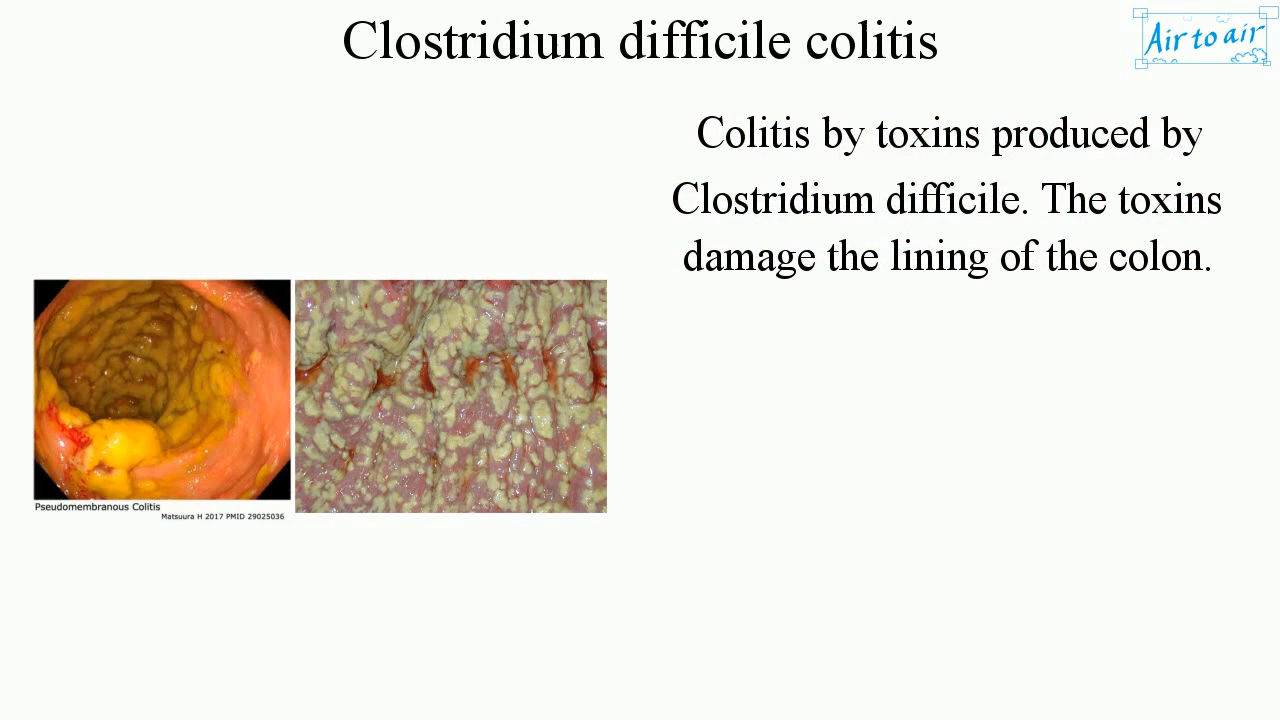 Clostridium difficile colitis
Air to air
Colitis by toxins produced by
Clostridium difficile. The toxins
damage the lining of the colon.
Pseudomembranous Colitis
Matsuura H 2017 PMID 29025036